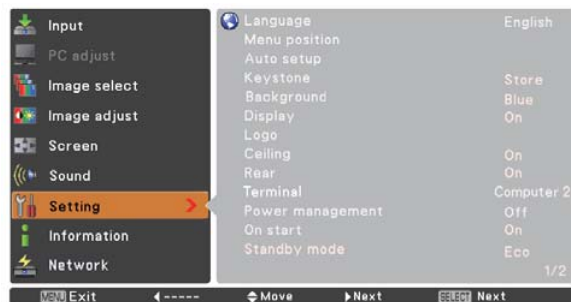 Input
PC adjust
Image select
Image adjust
Screen
Sound
Setting
Information
Network
Language English
Menu position
Auto setup
Keystone Store
Background Blue
Display On
Logo
Ceiling On
Rear On
Terminal Computer 2
Power management Off
On start On
Standby mode Eco
1/2
MENU Exit ◀----- Move ▶Next SELECT Next